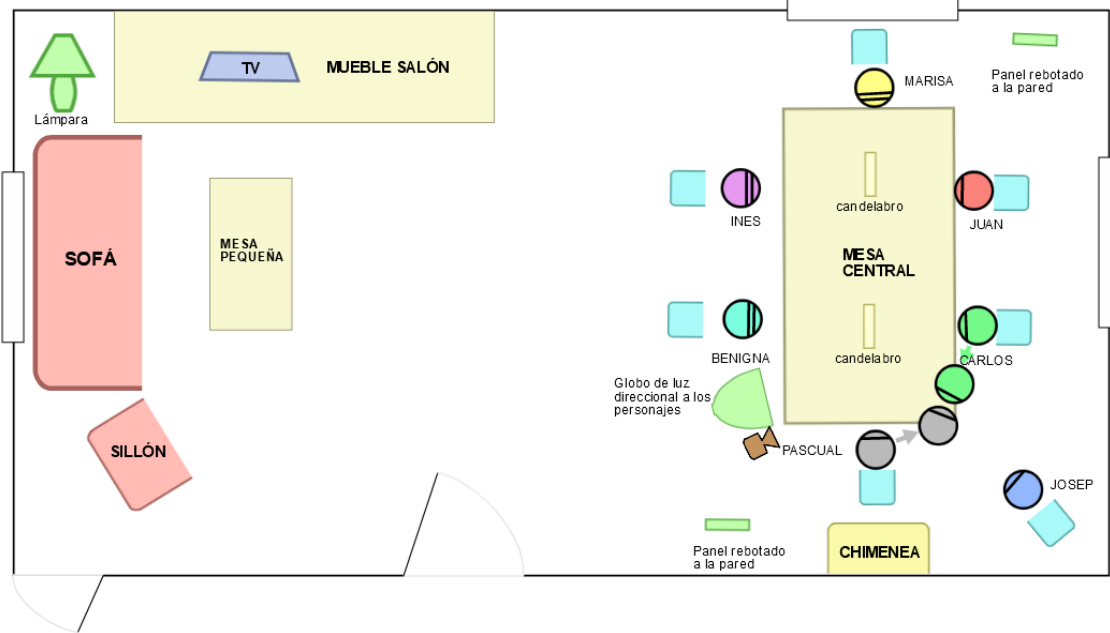 TV
MUEBLE SALÓN
Lámpara
MARISA
Panel rebotado
a la pared
SOFÁ
MESA
PEQUEÑA
INES
candelabro
JUAN
MESA
CENTRAL
BENIGNA
candelabro
CARLOS
Globo de luz
direccional a los
personajes
SILLÓN
PASCUAL
JOSEP
Panel rebotado
a la pared
CHIMENEA